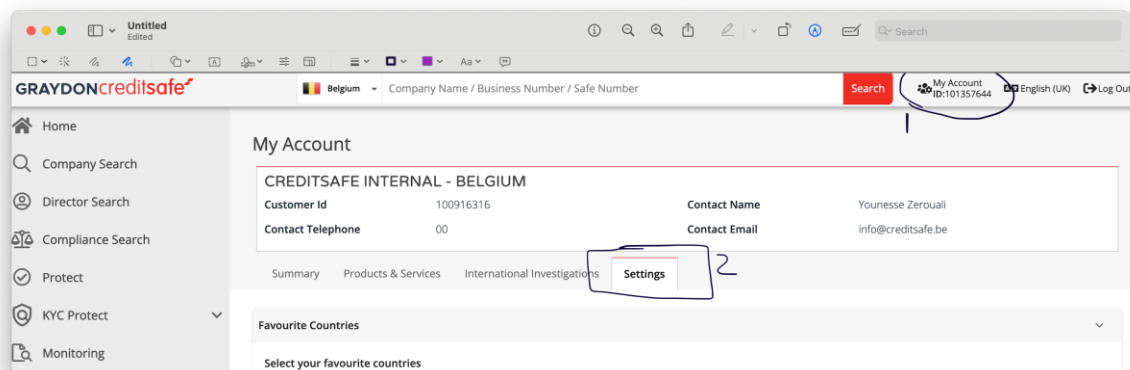 Untitled
Edited
Search
Aa
GRAYDONcreditsafe
Belgium Company Name / Business Number / Safe Number Search
My Account
ID:101357644
English (UK) Log Out
1
Home
Company Search
Director Search
Compliance Search
Protect
KYC Protect
Monitoring
My Account
CREDITSAFE INTERNAL - BELGIUM
Customer Id 100916316 Contact Name Younesse Zerouali
Contact Telephone 00 Contact Email info@creditsafe.be
Summary Products & Services International Investigations Settings 2
Favourite Countries
Select your favourite countries